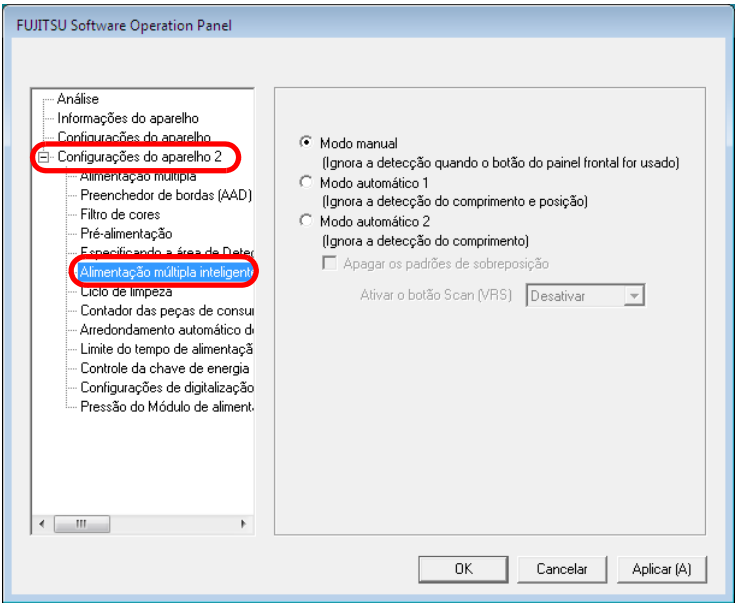 FUJITSU Software Operation Panel
Análise
Informações do aparelho
Configurações do aparelho
Configurações do aparelho 2
Alimentação múltipla
Preenchedor de bordas (AAD)
Filtro de cores
Pré-alimentação
Especificando a área de Detec
Alimentação múltipla inteligente
Ciclo de limpeza
Contador das peças de consu
Arredondamento automático d
Limite do tempo de alimentaçã
Controle da chave de energia
Configurações de digitalização
Pressão do Módulo de aliment
Modo manual
(Ignora a detecção quando o botão do painel frontal for usado)
Modo automático 1
(Ignora a detecção do comprimento e posição)
Modo automático 2
(Ignora a detecção do comprimento)
Apagar os padrões de sobreposição
Ativar o botão Scan (VRS) Desativar
OK Cancelar Aplicar (A)